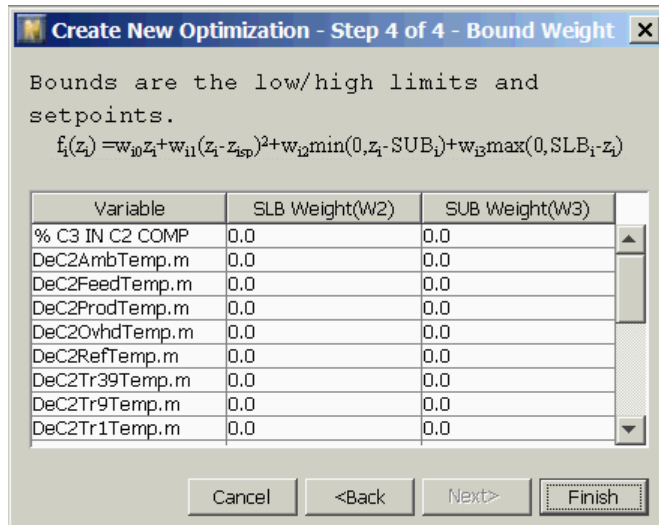 Create New Optimization - Step 4 of 4 - Bound Weight
Bounds are the low/high limits and
setpoints.
fᵢ(zᵢ) =wᵢ₀zᵢ+wᵢ₁(zᵢ-zᵢₛₚ)²+wᵢ₂min(0,zᵢ-SUBᵢ)+wᵢ₃max(0,SLBᵢ-zᵢ)
Variable SLB Weight(W2) SUB Weight(W3)
% C3 IN C2 COMP 0.0 0.0
DeC2AmbTemp.m 0.0 0.0
DeC2FeedTemp.m 0.0 0.0
DeC2ProdTemp.m 0.0 0.0
DeC2OvhdTemp.m 0.0 0.0
DeC2RefTemp.m 0.0 0.0
DeC2Tr39Temp.m 0.0 0.0
DeC2Tr9Temp.m 0.0 0.0
DeC2Tr1Temp.m 0.0 0.0
Cancel <Back Next> Finish